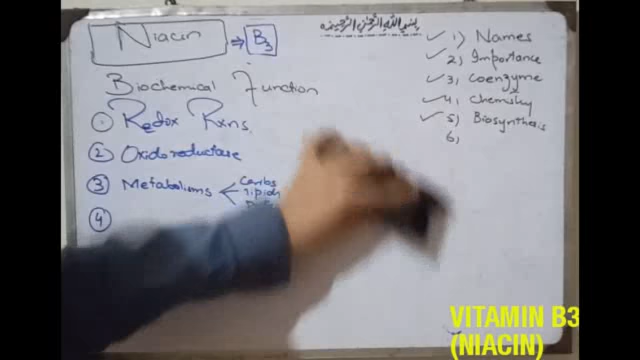 Niacin ⇒ B3
بسم الله الرحمن الرحيم
Biochemical Function
① Redox Rxns.
② Oxidoreductase
③ Metabolisms
Carbs
lipids
④
✓ 1) Names
✓ 2) Importance
✓ 3) Coenzyme
✓ 4) Chemistry
✓ 5) Biosynthesis
6)
VITAMIN B3
(NIACIN)